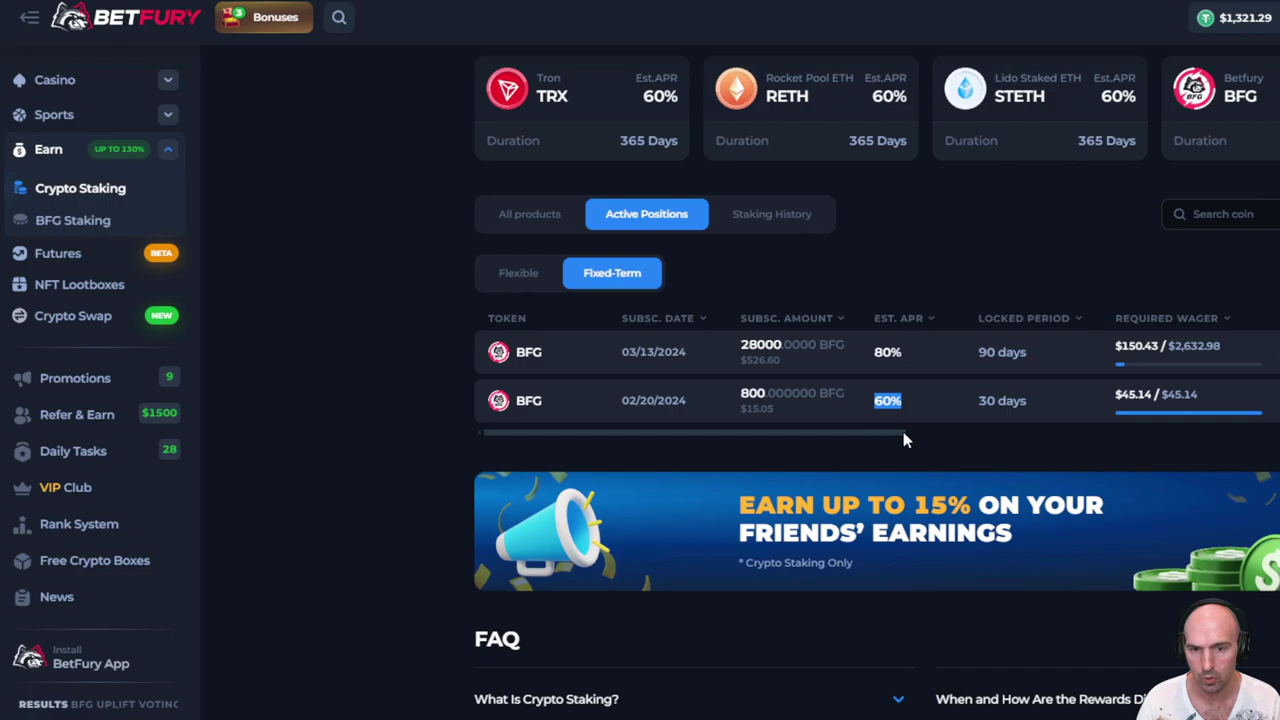 BETFURY
3
Bonuses
$1,321.29
Casino
Sports
Earn
UP TO 130%
Crypto Staking
BFG Staking
Futures
BETA
NFT Lootboxes
Crypto Swap
NEW
Promotions
9
Refer & Earn
$1500
Daily Tasks
28
VIP Club
Rank System
Free Crypto Boxes
News
Install
BetFury App
RESULTS BFG UPLIFT VOTING
Tron
TRX
Est.APR
60%
Duration
365 Days
Rocket Pool ETH
RETH
Est.APR
60%
Duration
365 Days
Lido Staked ETH
STETH
Est.APR
60%
Duration
365 Days
BFG
Betfury
BFG
Duration
All products
Active Positions
Staking History
Search coin
Flexible
Fixed-Term
TOKEN SUBSC. DATE SUBSC. AMOUNT EST. APR LOCKED PERIOD REQUIRED WAGER
BFG 03/13/2024 28000.0000 BFG 80% 90 days $150.43 / $2,632.98
$526.60
BFG 02/20/2024 800.000000 BFG 60% 30 days $45.14 / $45.14
$15.05
EARN UP TO 15% ON YOUR
FRIENDS' EARNINGS
* Crypto Staking Only
FAQ
What Is Crypto Staking?
When and How Are the Rewards Di